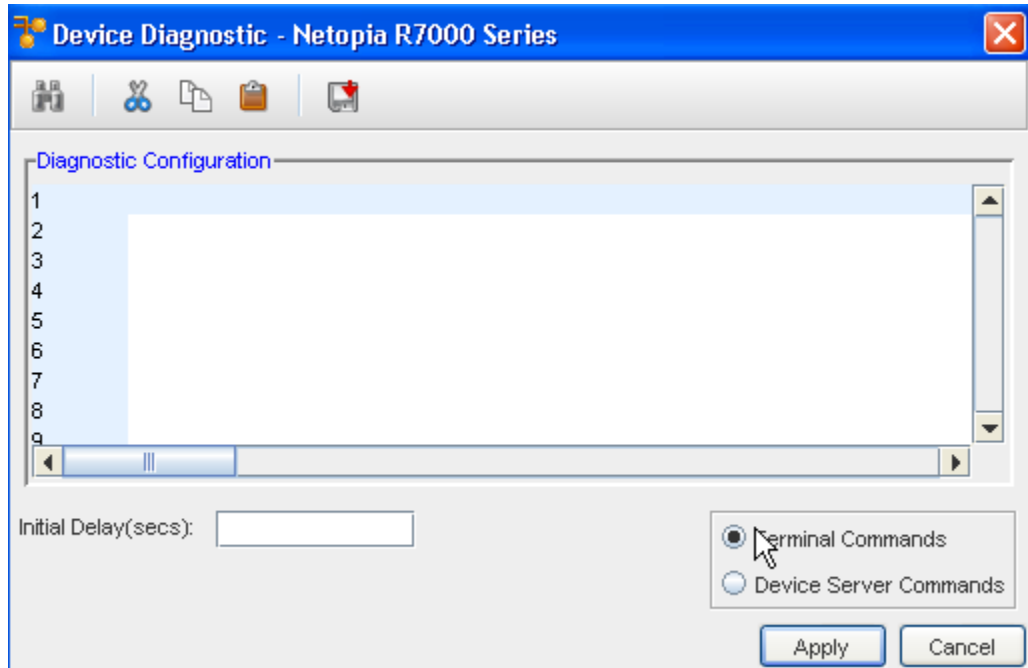 Device Diagnostic - Netopia R7000 Series
Diagnostic Configuration
1
2
3
4
5
6
7
8
9
Initial Delay(secs):
Terminal Commands
Device Server Commands
Apply
Cancel